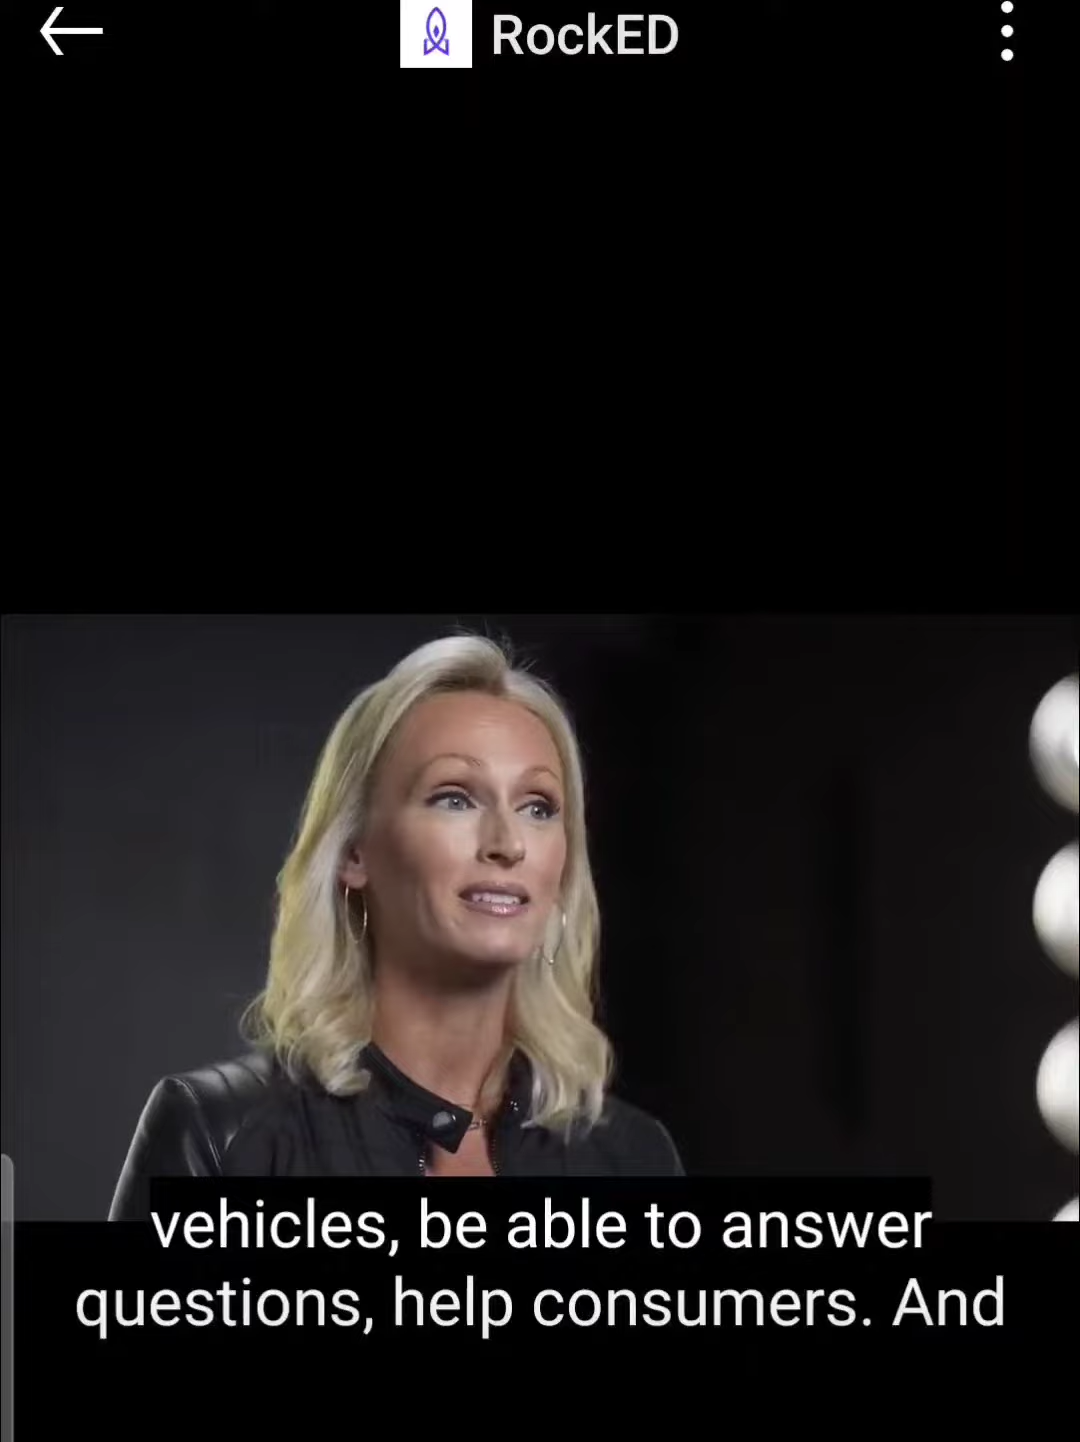 RockED
vehicles, be able to answer
questions, help consumers. And